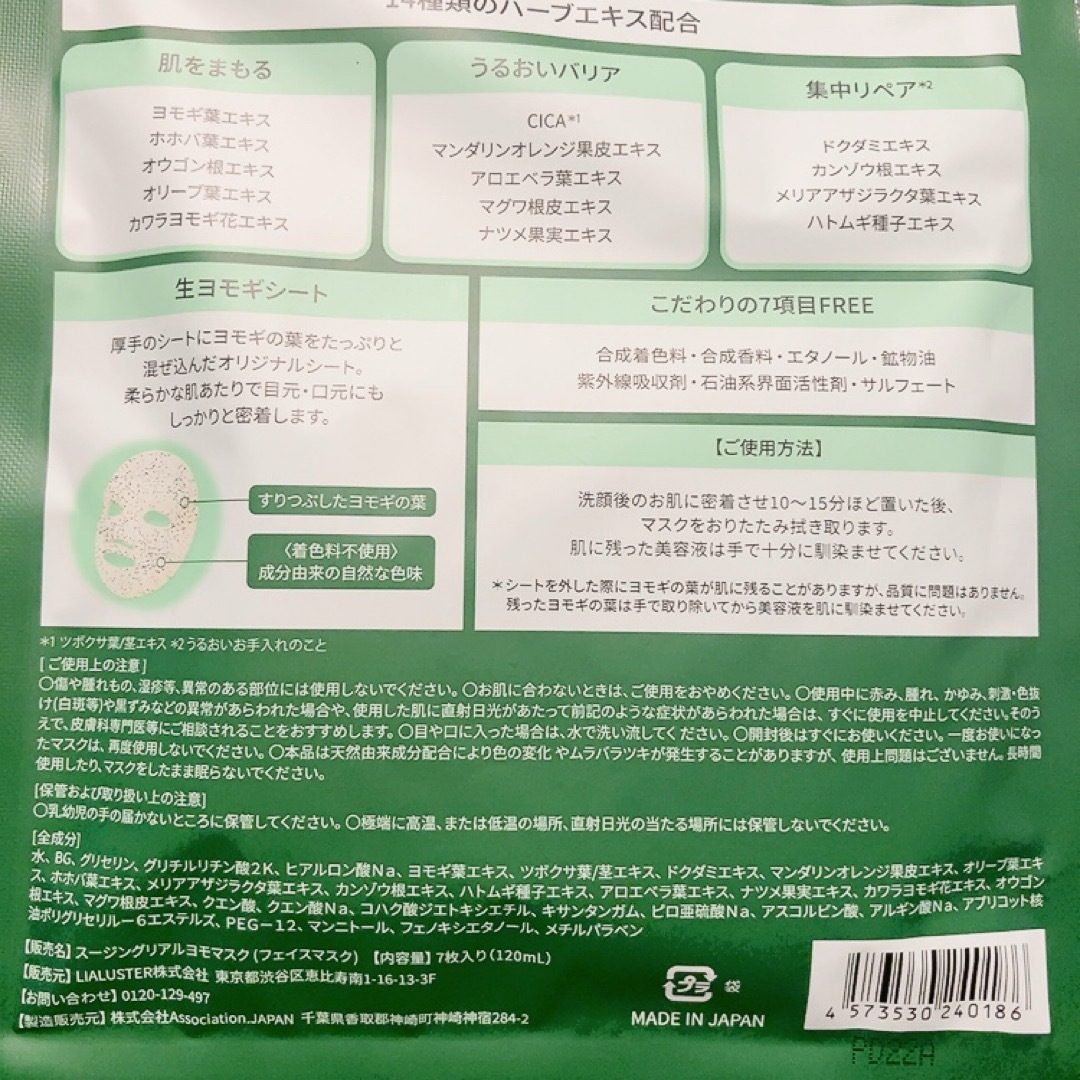 14種類のハーブエキス配合
肌をまもる
ヨモギ葉エキス
ホホバ葉エキス
オウゴン根エキス
オリーブ葉エキス
カワラヨモギ花エキス
うるおいバリア
CICA*1
マンダリンオレンジ果皮エキス
アロエベラ葉エキス
マグワ根皮エキス
ナツメ果実エキス
集中リペア*2
ドクダミエキス
カンゾウ根エキス
メリアアザジラクタ葉エキス
ハトムギ種子エキス
生ヨモギシート
厚手のシートにヨモギの葉をたっぷりと
混ぜ込んだオリジナルシート。
柔らかな肌あたりで目元・口元にも
しっかりと密着します。
すりつぶしたヨモギの葉
〈着色料不使用〉
成分由来の自然な色味
こだわりの7項目FREE
合成着色料・合成香料・エタノール・鉱物油
紫外線吸収剤・石油系界面活性剤・サルフェート
【ご使用方法】
洗顔後のお肌に密着させ10〜15分ほど置いた後、
マスクをおりたたみ拭き取ります。
肌に残った美容液は手で十分に馴染ませてください。
＊シートを外した際にヨモギの葉が肌に残ることがありますが、品質に問題はありません。
残ったヨモギの葉は手で取り除いてから美容液を肌に馴染ませてください。
*1 ツボクサ葉/茎エキス *2 うるおいお手入れのこと
[ご使用上の注意]
〇傷や腫れもの、湿疹等、異常のある部位には使用しないでください。〇お肌に合わないときは、ご使用をおやめください。〇使用中に赤み、腫れ、かゆみ、刺激・色抜
け(白斑等)や黒ずみなどの異常があらわれた場合や、使用した肌に直射日光があたって前記のような症状があらわれた場合は、すぐに使用を中止してください。そのう
えで、皮膚科専門医等にご相談されることをおすすめします。〇目や口に入った場合は、水で洗い流してください。〇開封後はすぐにお使いください。一度お使いになっ
たマスクは、再度使用しないでください。〇本品は天然由来成分配合により色の変化やムラバラツキが発生することがありますが、使用上問題はございません。長時間
使用したり、マスクをしたまま眠らないでください。
[保管および取り扱い上の注意]
〇乳幼児の手の届かないところに保管してください。〇極端に高温、または低温の場所、直射日光の当たる場所には保管しないでください。
[全成分]
水、BG、グリセリン、グリチルリチン酸2K、ヒアルロン酸Na、ヨモギ葉エキス、ツボクサ葉/茎エキス、ドクダミエキス、マンダリンオレンジ果皮エキス、オリーブ葉エキ
ス、ホホバ葉エキス、メリアアザジラクタ葉エキス、カンゾウ根エキス、ハトムギ種子エキス、アロエベラ葉エキス、ナツメ果実エキス、カワラヨモギ花エキス、オウゴン
根エキス、マグワ根皮エキス、クエン酸、クエン酸Na、コハク酸ジエトキシエチル、キサンタンガム、ピロ亜硫酸Na、アスコルビン酸、アルギン酸Na、アプリコット核
油ポリグリセリル－6エステルズ、PEG－12、マンニトール、フェノキシエタノール、メチルパラベン
【販売名】スージングリアルヨモマスク(フェイスマスク) 【内容量】7枚入り(120mL)
【販売元】LIALUSTER株式会社 東京都渋谷区恵比寿南1-16-13-3F
【お問い合わせ】0120-129-497
【製造販売元】株式会社Association.JAPAN 千葉県香取郡神崎町神崎神宿284-2
プラ 袋
MADE IN JAPAN
4 573530 240186
PD22A